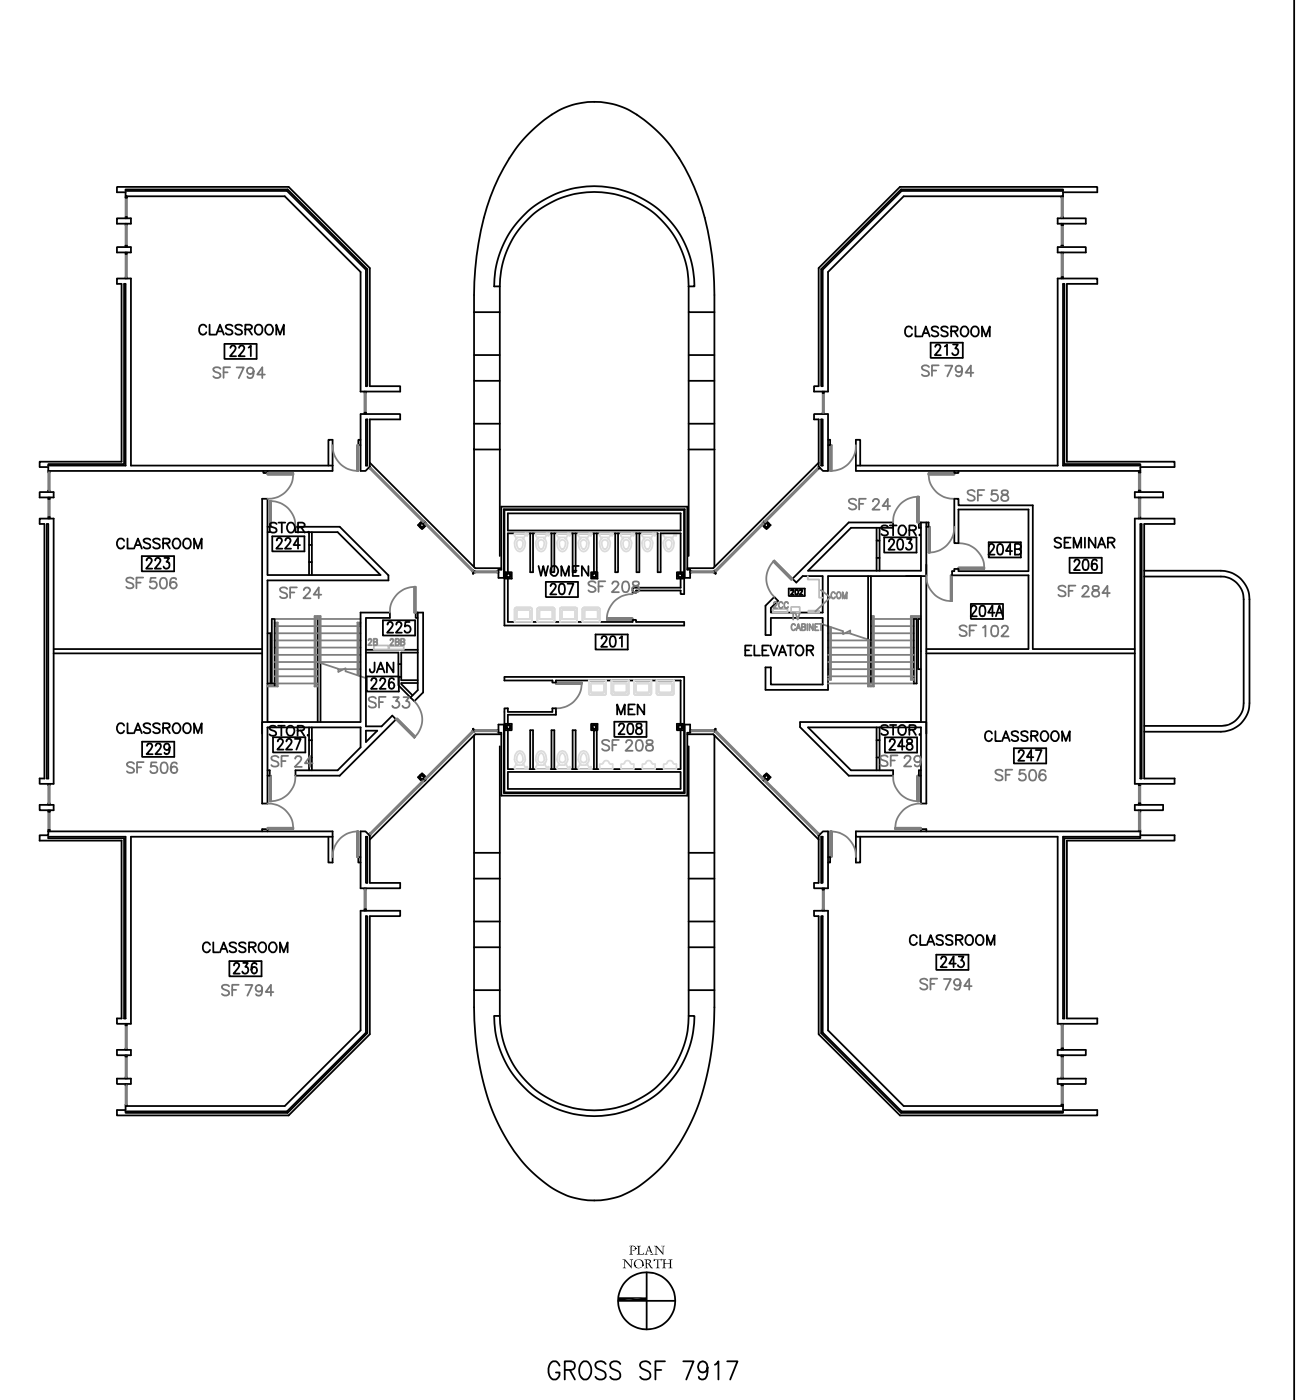 CLASSROOM
221
SF 794
CLASSROOM
213
SF 794
CLASSROOM
223
SF 506
STOR.
224
SF 24
WOMEN
207
SF 208
SF 24
STOR.
203
SF 58
204B
SEMINAR
206
SF 284
204A
SF 102
202
2CC
COM
CABINET
225
2B
2BB
JAN
226
SF 33
201
ELEVATOR
MEN
208
SF 208
CLASSROOM
229
SF 506
STOR.
227
SF 24
STOR.
248
SF 29
CLASSROOM
247
SF 506
CLASSROOM
236
SF 794
CLASSROOM
243
SF 794
PLAN
NORTH
GROSS SF 7917